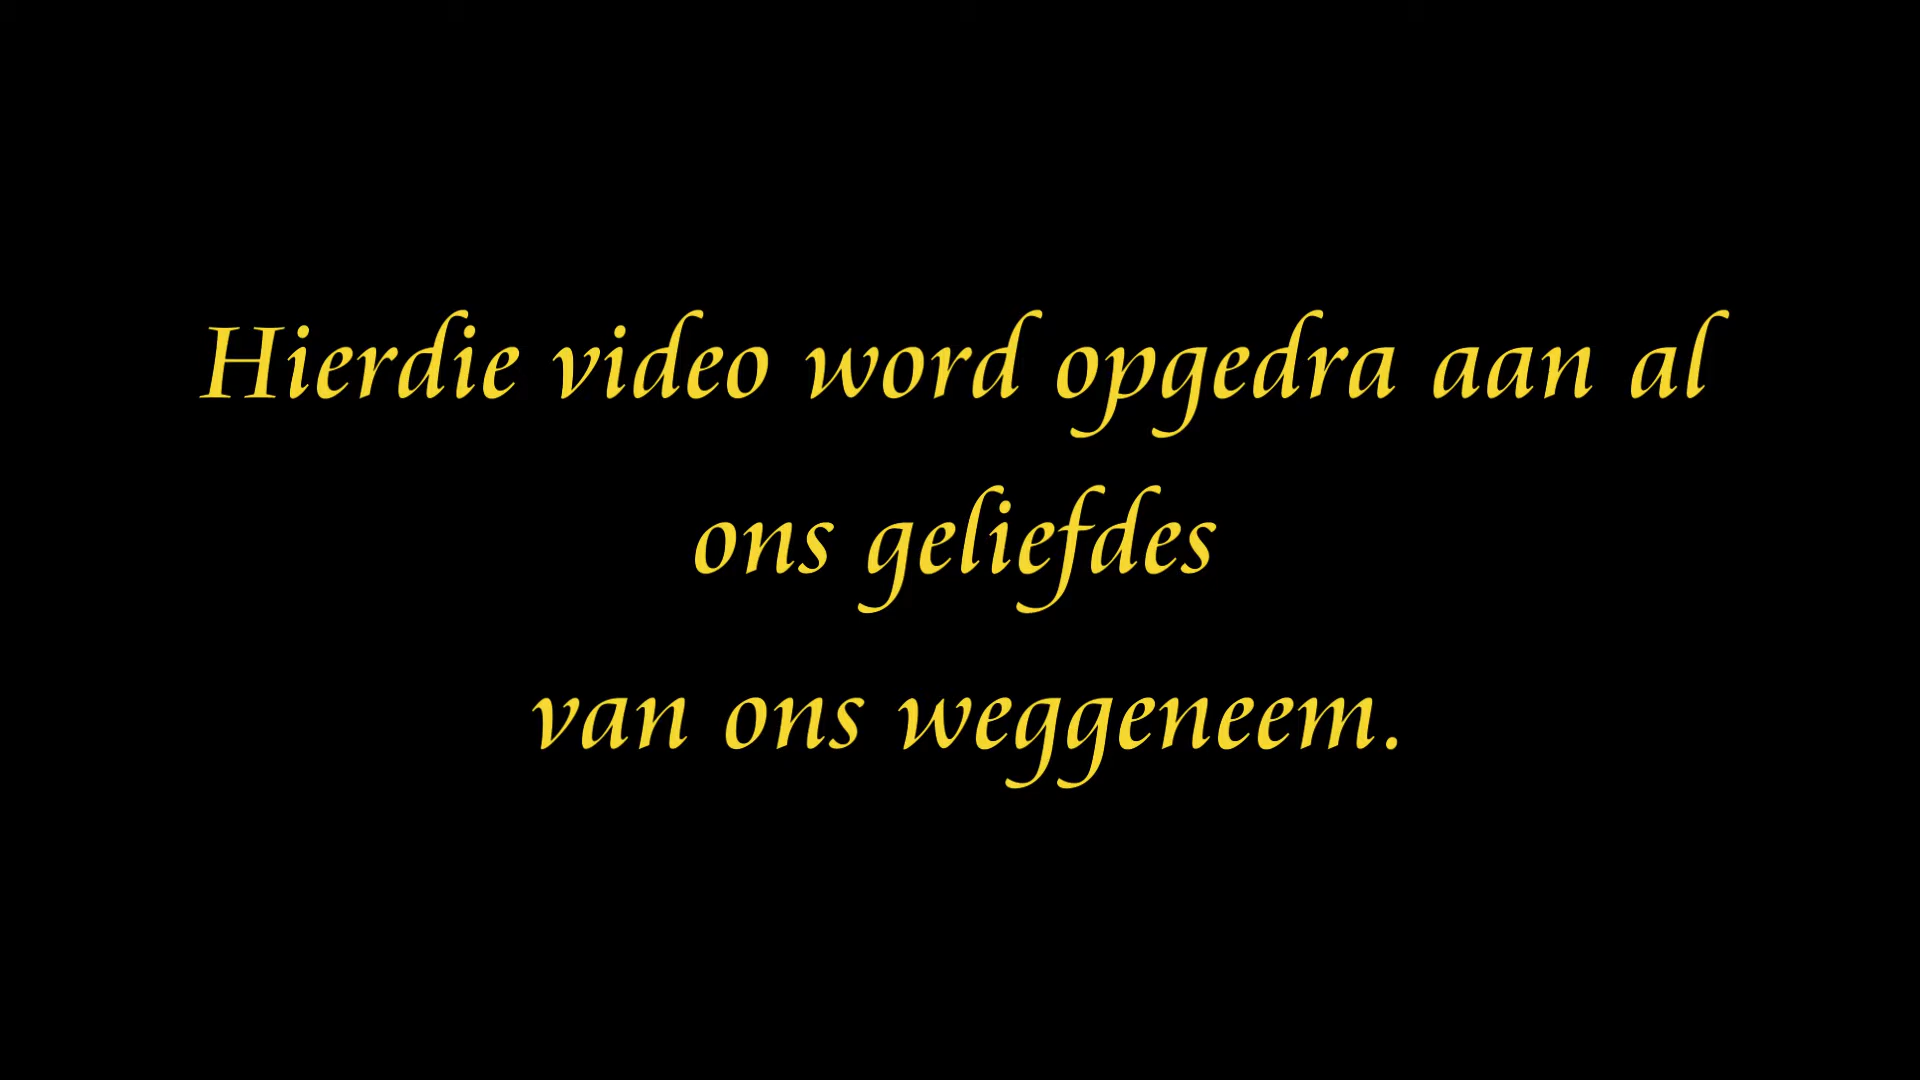 Hierdie video word opgedra aan al
ons geliefdes
van ons weggeneem.